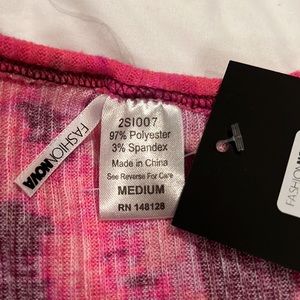 FASHIONNOVA
2SI007
97% Polyester
3% Spandex
Made in China
See Reverse For Care
MEDIUM
RN 148128
FASHION